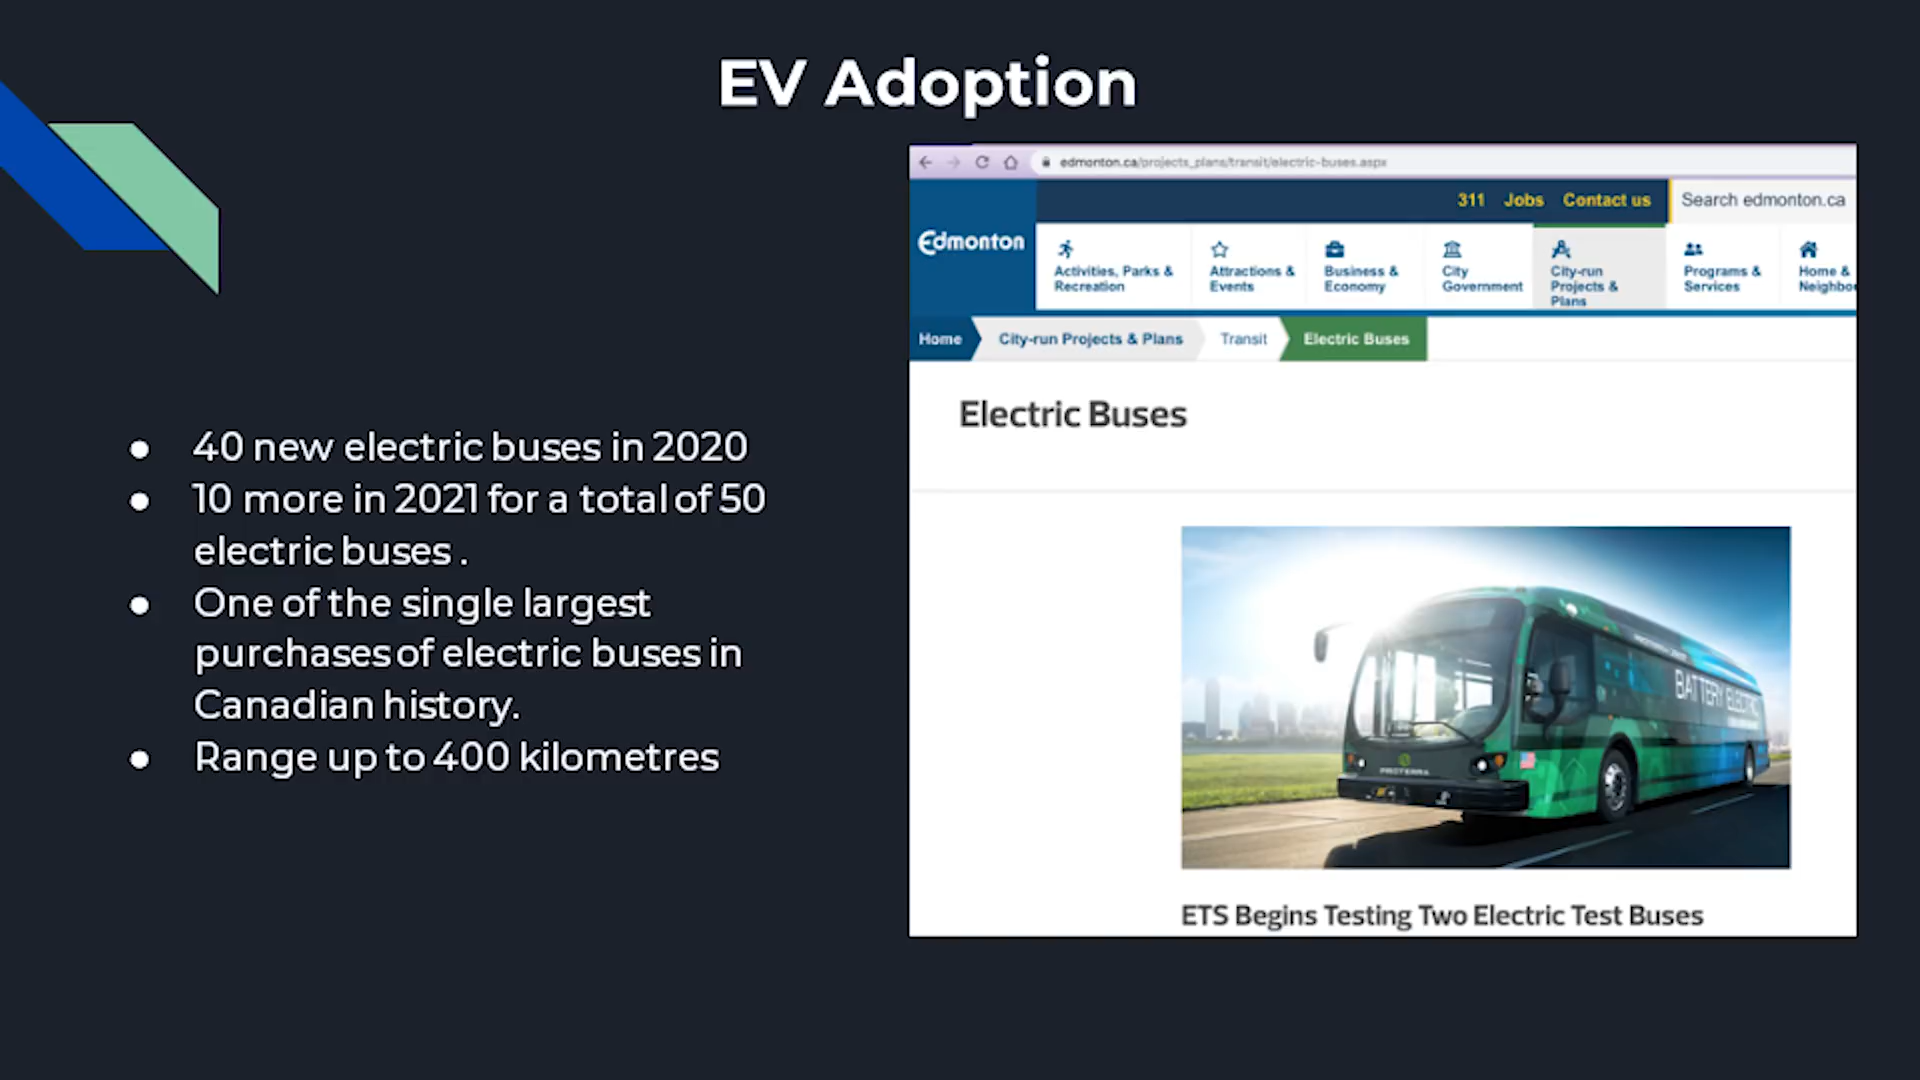 EV Adoption
● 40 new electric buses in 2020
● 10 more in 2021 for a total of 50
electric buses .
● One of the single largest
purchases of electric buses in
Canadian history.
● Range up to 400 kilometres
edmonton.ca/projects_plans/transit/electric-buses.aspx
311 Jobs Contact us Search edmonton.ca
Edmonton
Activities, Parks &
Recreation
Attractions &
Events
Business &
Economy
City
Government
City-run
Projects &
Plans
Programs &
Services
Home &
Neighbo
Home City-run Projects & Plans Transit Electric Buses
Electric Buses
BATTERY ELECTRIC
PROTERRA
ETS Begins Testing Two Electric Test Buses